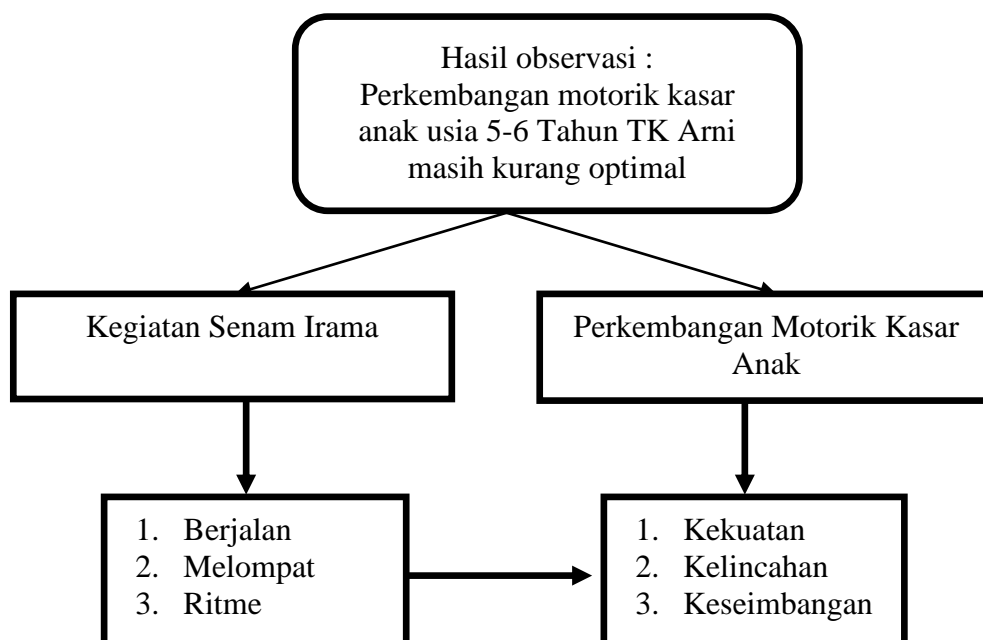 Hasil observasi :
Perkembangan motorik kasar
anak usia 5-6 Tahun TK Arni
masih kurang optimal
Kegiatan Senam Irama
Perkembangan Motorik Kasar
Anak
1. Berjalan
2. Melompat
3. Ritme
1. Kekuatan
2. Kelincahan
3. Keseimbangan